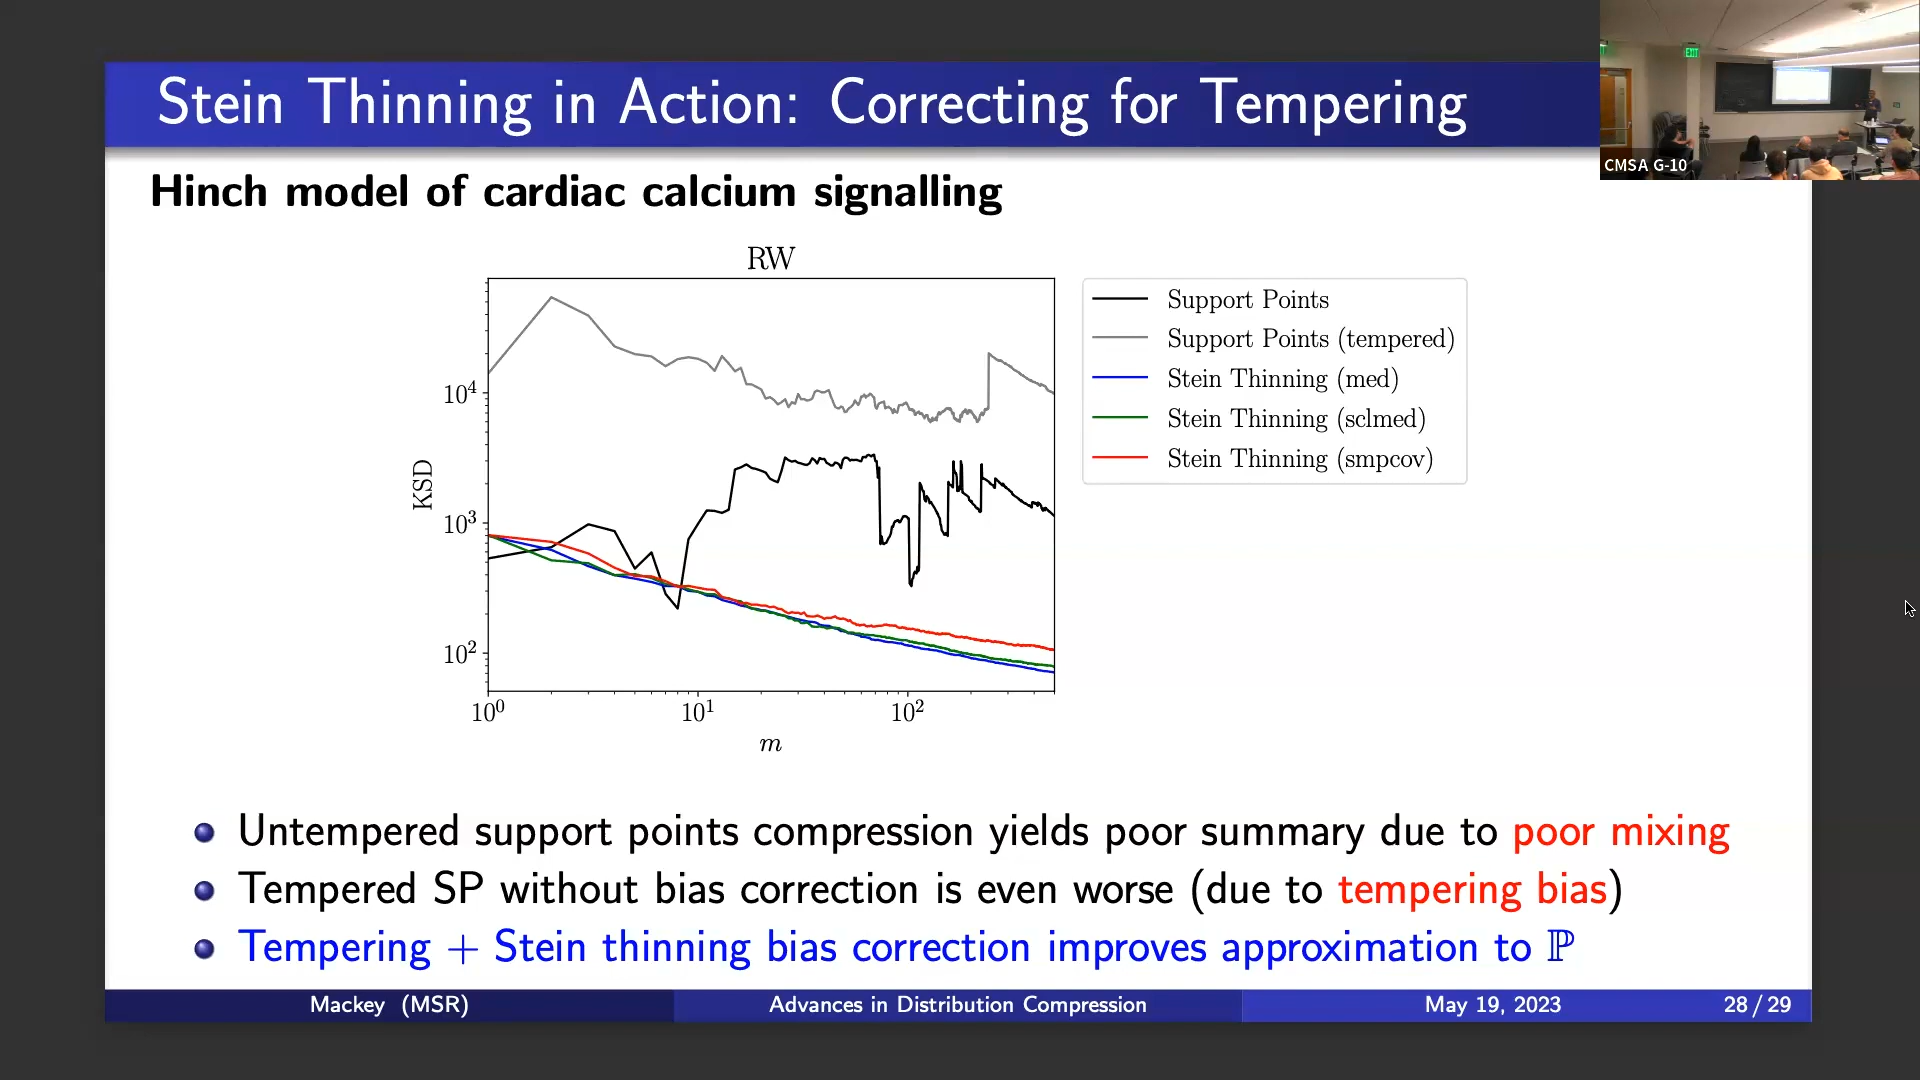 Stein Thinning in Action: Correcting for Tempering
EXIT
CMSA G-10
Hinch model of cardiac calcium signalling
RW
Support Points
Support Points (tempered)
Stein Thinning (med)
Stein Thinning (sclmed)
Stein Thinning (smpcov)
KSD
10⁴
10³
10²
10⁰ 10¹ 10²
m
Untempered support points compression yields poor summary due to poor mixing
Tempered SP without bias correction is even worse (due to tempering bias)
Tempering + Stein thinning bias correction improves approximation to ℙ
Mackey (MSR) Advances in Distribution Compression May 19, 2023 28 / 29